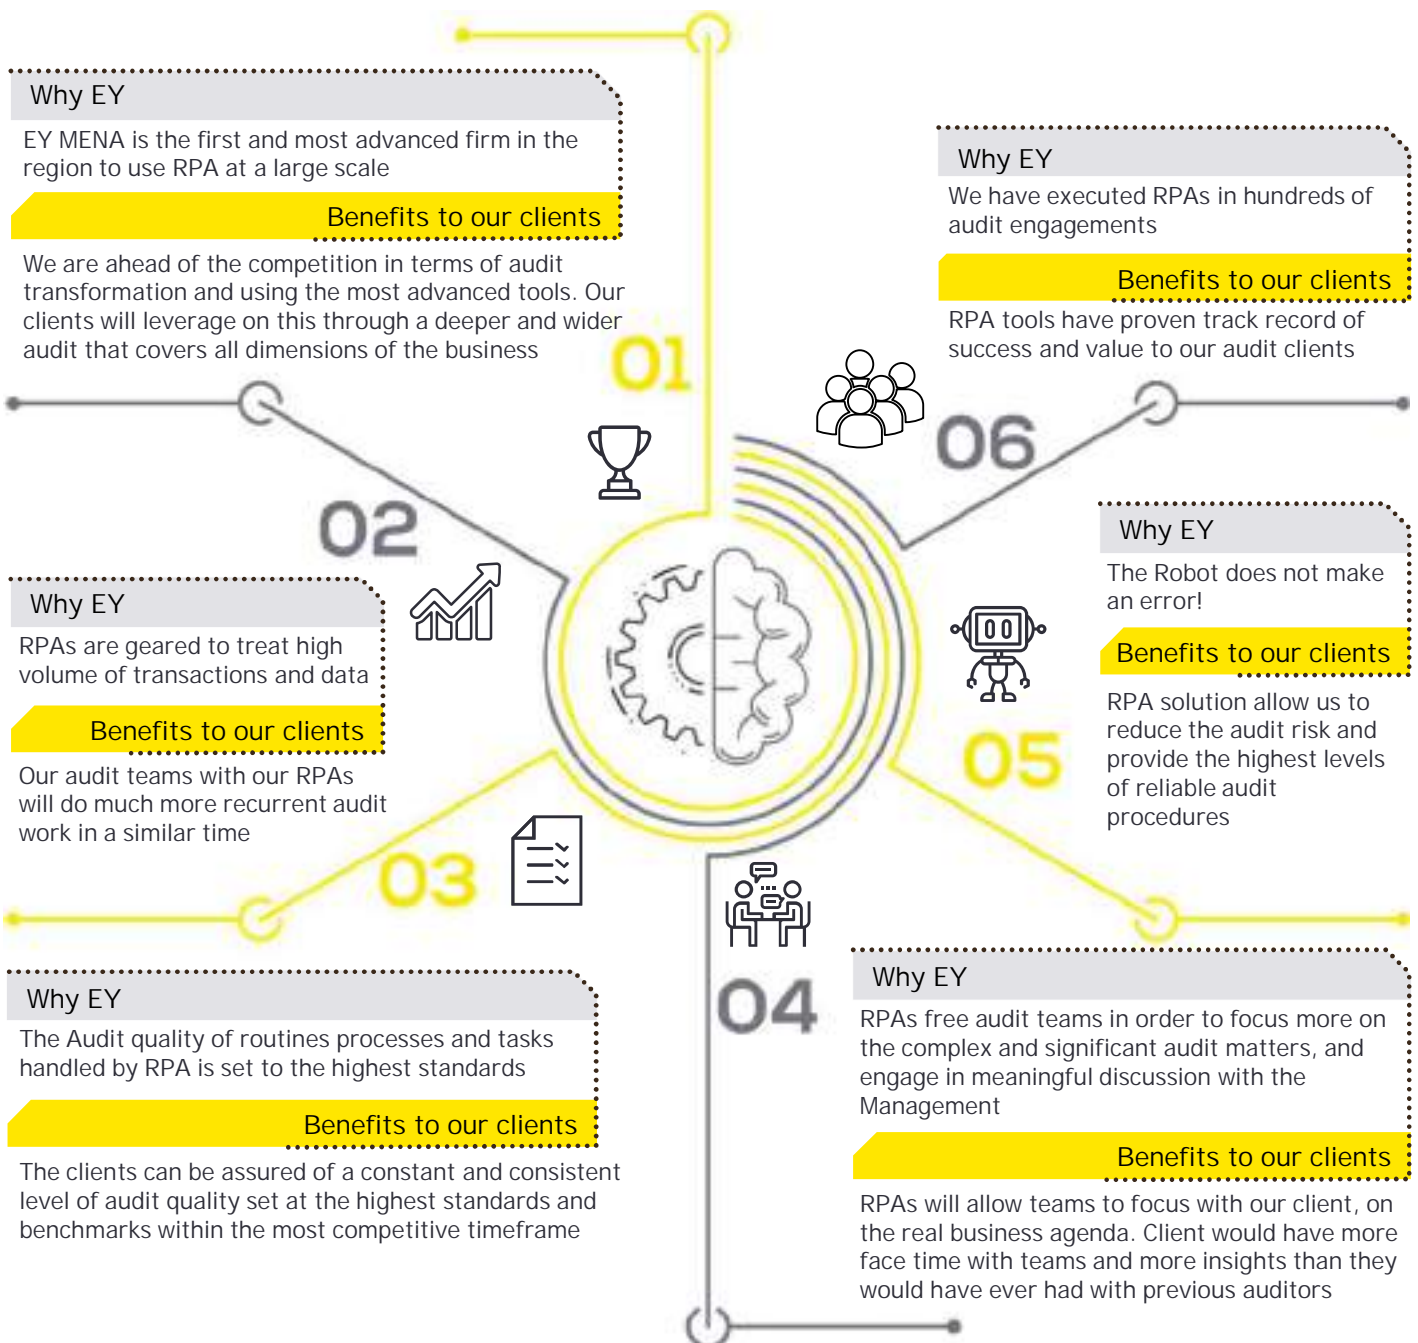 Why EY
EY MENA is the first and most advanced firm in the
region to use RPA at a large scale
Benefits to our clients
We are ahead of the competition in terms of audit
transformation and using the most advanced tools. Our
clients will leverage on this through a deeper and wider
audit that covers all dimensions of the business
01
02
Why EY
RPAs are geared to treat high
volume of transactions and data
Benefits to our clients
Our audit teams with our RPAs
will do much more recurrent audit
work in a similar time
03
Why EY
The Audit quality of routines processes and tasks
handled by RPA is set to the highest standards
Benefits to our clients
The clients can be assured of a constant and consistent
level of audit quality set at the highest standards and
benchmarks within the most competitive timeframe
04
Why EY
RPAs free audit teams in order to focus more on
the complex and significant audit matters, and
engage in meaningful discussion with the
Management
Benefits to our clients
RPAs will allow teams to focus with our client, on
the real business agenda. Client would have more
face time with teams and more insights than they
would have ever had with previous auditors
05
Why EY
The Robot does not make
an error!
Benefits to our clients
RPA solution allow us to
reduce the audit risk and
provide the highest levels
of reliable audit
procedures
06
Why EY
We have executed RPAs in hundreds of
audit engagements
Benefits to our clients
RPA tools have proven track record of
success and value to our audit clients